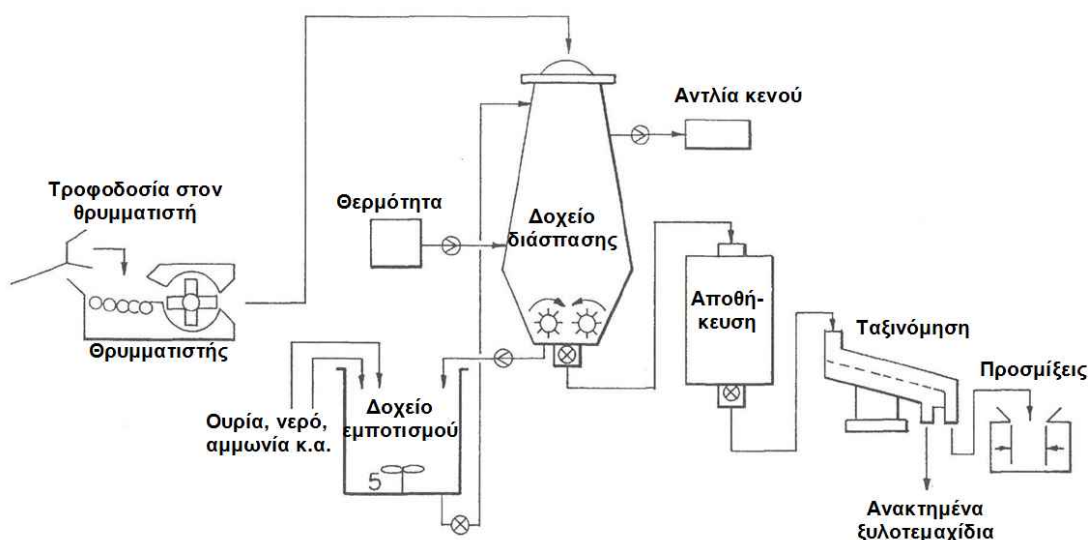 Αντλία κενού
Τροφοδοσία στον
θρυμματιστή
Θερμότητα
Δοχείο
διάσπασης
Αποθή-
κευση
Ταξινόμηση
Θρυμματιστής
Προσμίξεις
Δοχείο
εμποτισμού
Ουρία, νερό,
αμμωνία κ.α.
5
Ανακτημένα
ξυλοτεμαχίδια